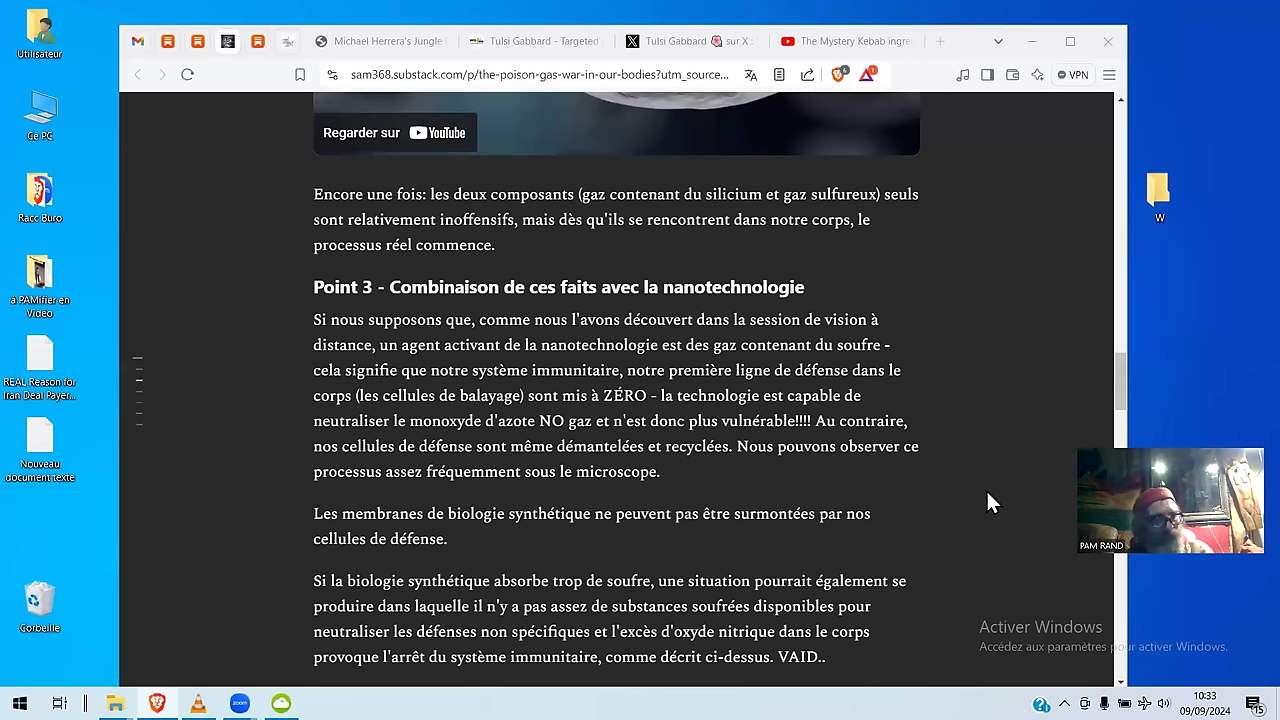 Utilisateur
Ce PC
Racc Buro
à PAMifier en
Vidéo
REAL Reason for
Iran Deal Payer...
Nouveau
document texte
Corbeille
Michael Herrera's Jungle
Tulsi Gabbard - Targeted
Tulsi Gabbard 🌺 sur X :
The Mystery Kebab ingre
sam368.substack.com/p/the-poison-gas-war-in-our-bodies?utm_source...
VPN
Regarder sur YouTube
Encore une fois: les deux composants (gaz contenant du silicium et gaz sulfureux) seuls
sont relativement inoffensifs, mais dès qu'ils se rencontrent dans notre corps, le
processus réel commence.
Point 3 - Combinaison de ces faits avec la nanotechnologie
Si nous supposons que, comme nous l'avons découvert dans la session de vision à
distance, un agent activant de la nanotechnologie est des gaz contenant du soufre -
cela signifie que notre système immunitaire, notre première ligne de défense dans le
corps (les cellules de balayage) sont mis à ZÉRO - la technologie est capable de
neutraliser le monoxyde d'azote NO gaz et n'est donc plus vulnérable!!!! Au contraire,
nos cellules de défense sont même démantelées et recyclées. Nous pouvons observer ce
processus assez fréquemment sous le microscope.
Les membranes de biologie synthétique ne peuvent pas être surmontées par nos
cellules de défense.
Si la biologie synthétique absorbe trop de soufre, une situation pourrait également se
produire dans laquelle il n'y a pas assez de substances soufrées disponibles pour
neutraliser les défenses non spécifiques et l'excès d'oxyde nitrique dans le corps
provoque l'arrêt du système immunitaire, comme décrit ci-dessus. VAID..
W
PAM RAND
Activer Windows
Accédez aux paramètres pour activer Windows.
zoom
10:33
09/09/2024
15